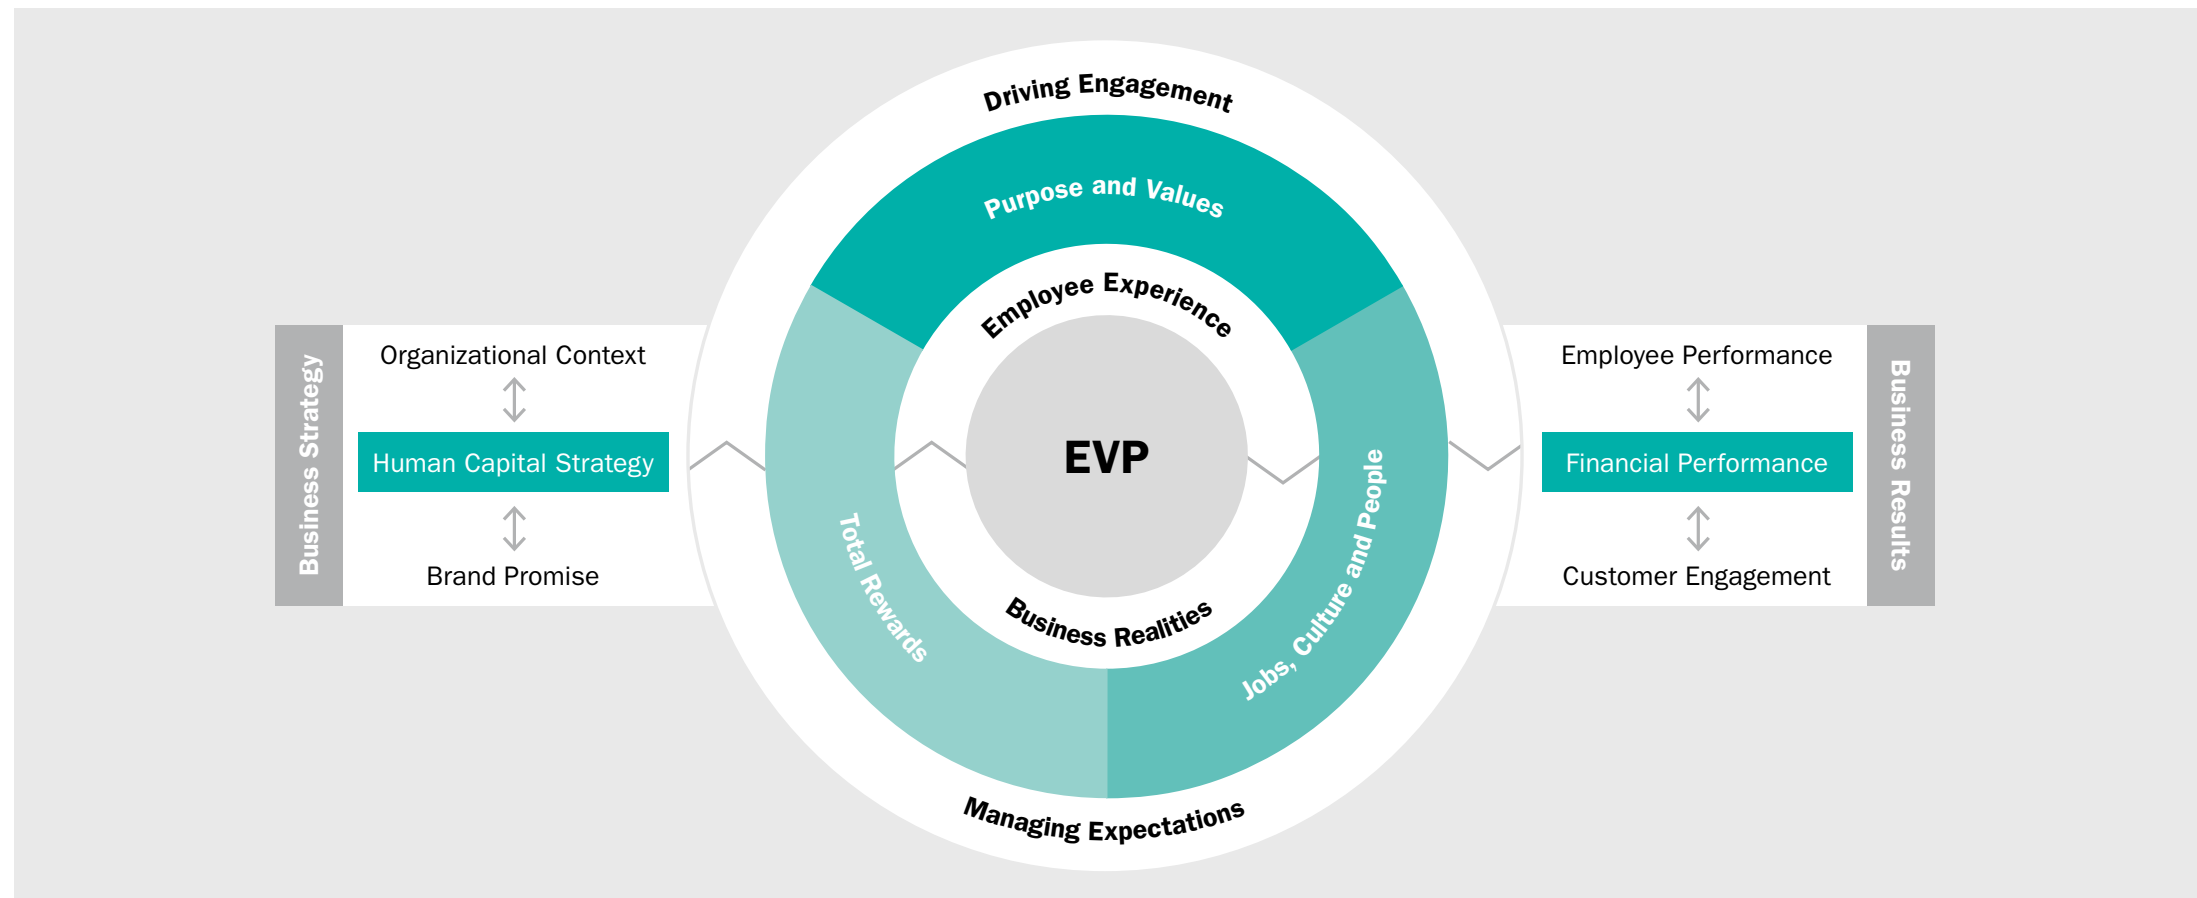 Driving Engagement
Purpose and Values
Employee Experience
Business Strategy
Organizational Context
Human Capital Strategy
Brand Promise
EVP
Total Rewards
Jobs, Culture and People
Business Realities
Managing Expectations
Employee Performance
Financial Performance
Customer Engagement
Business Results